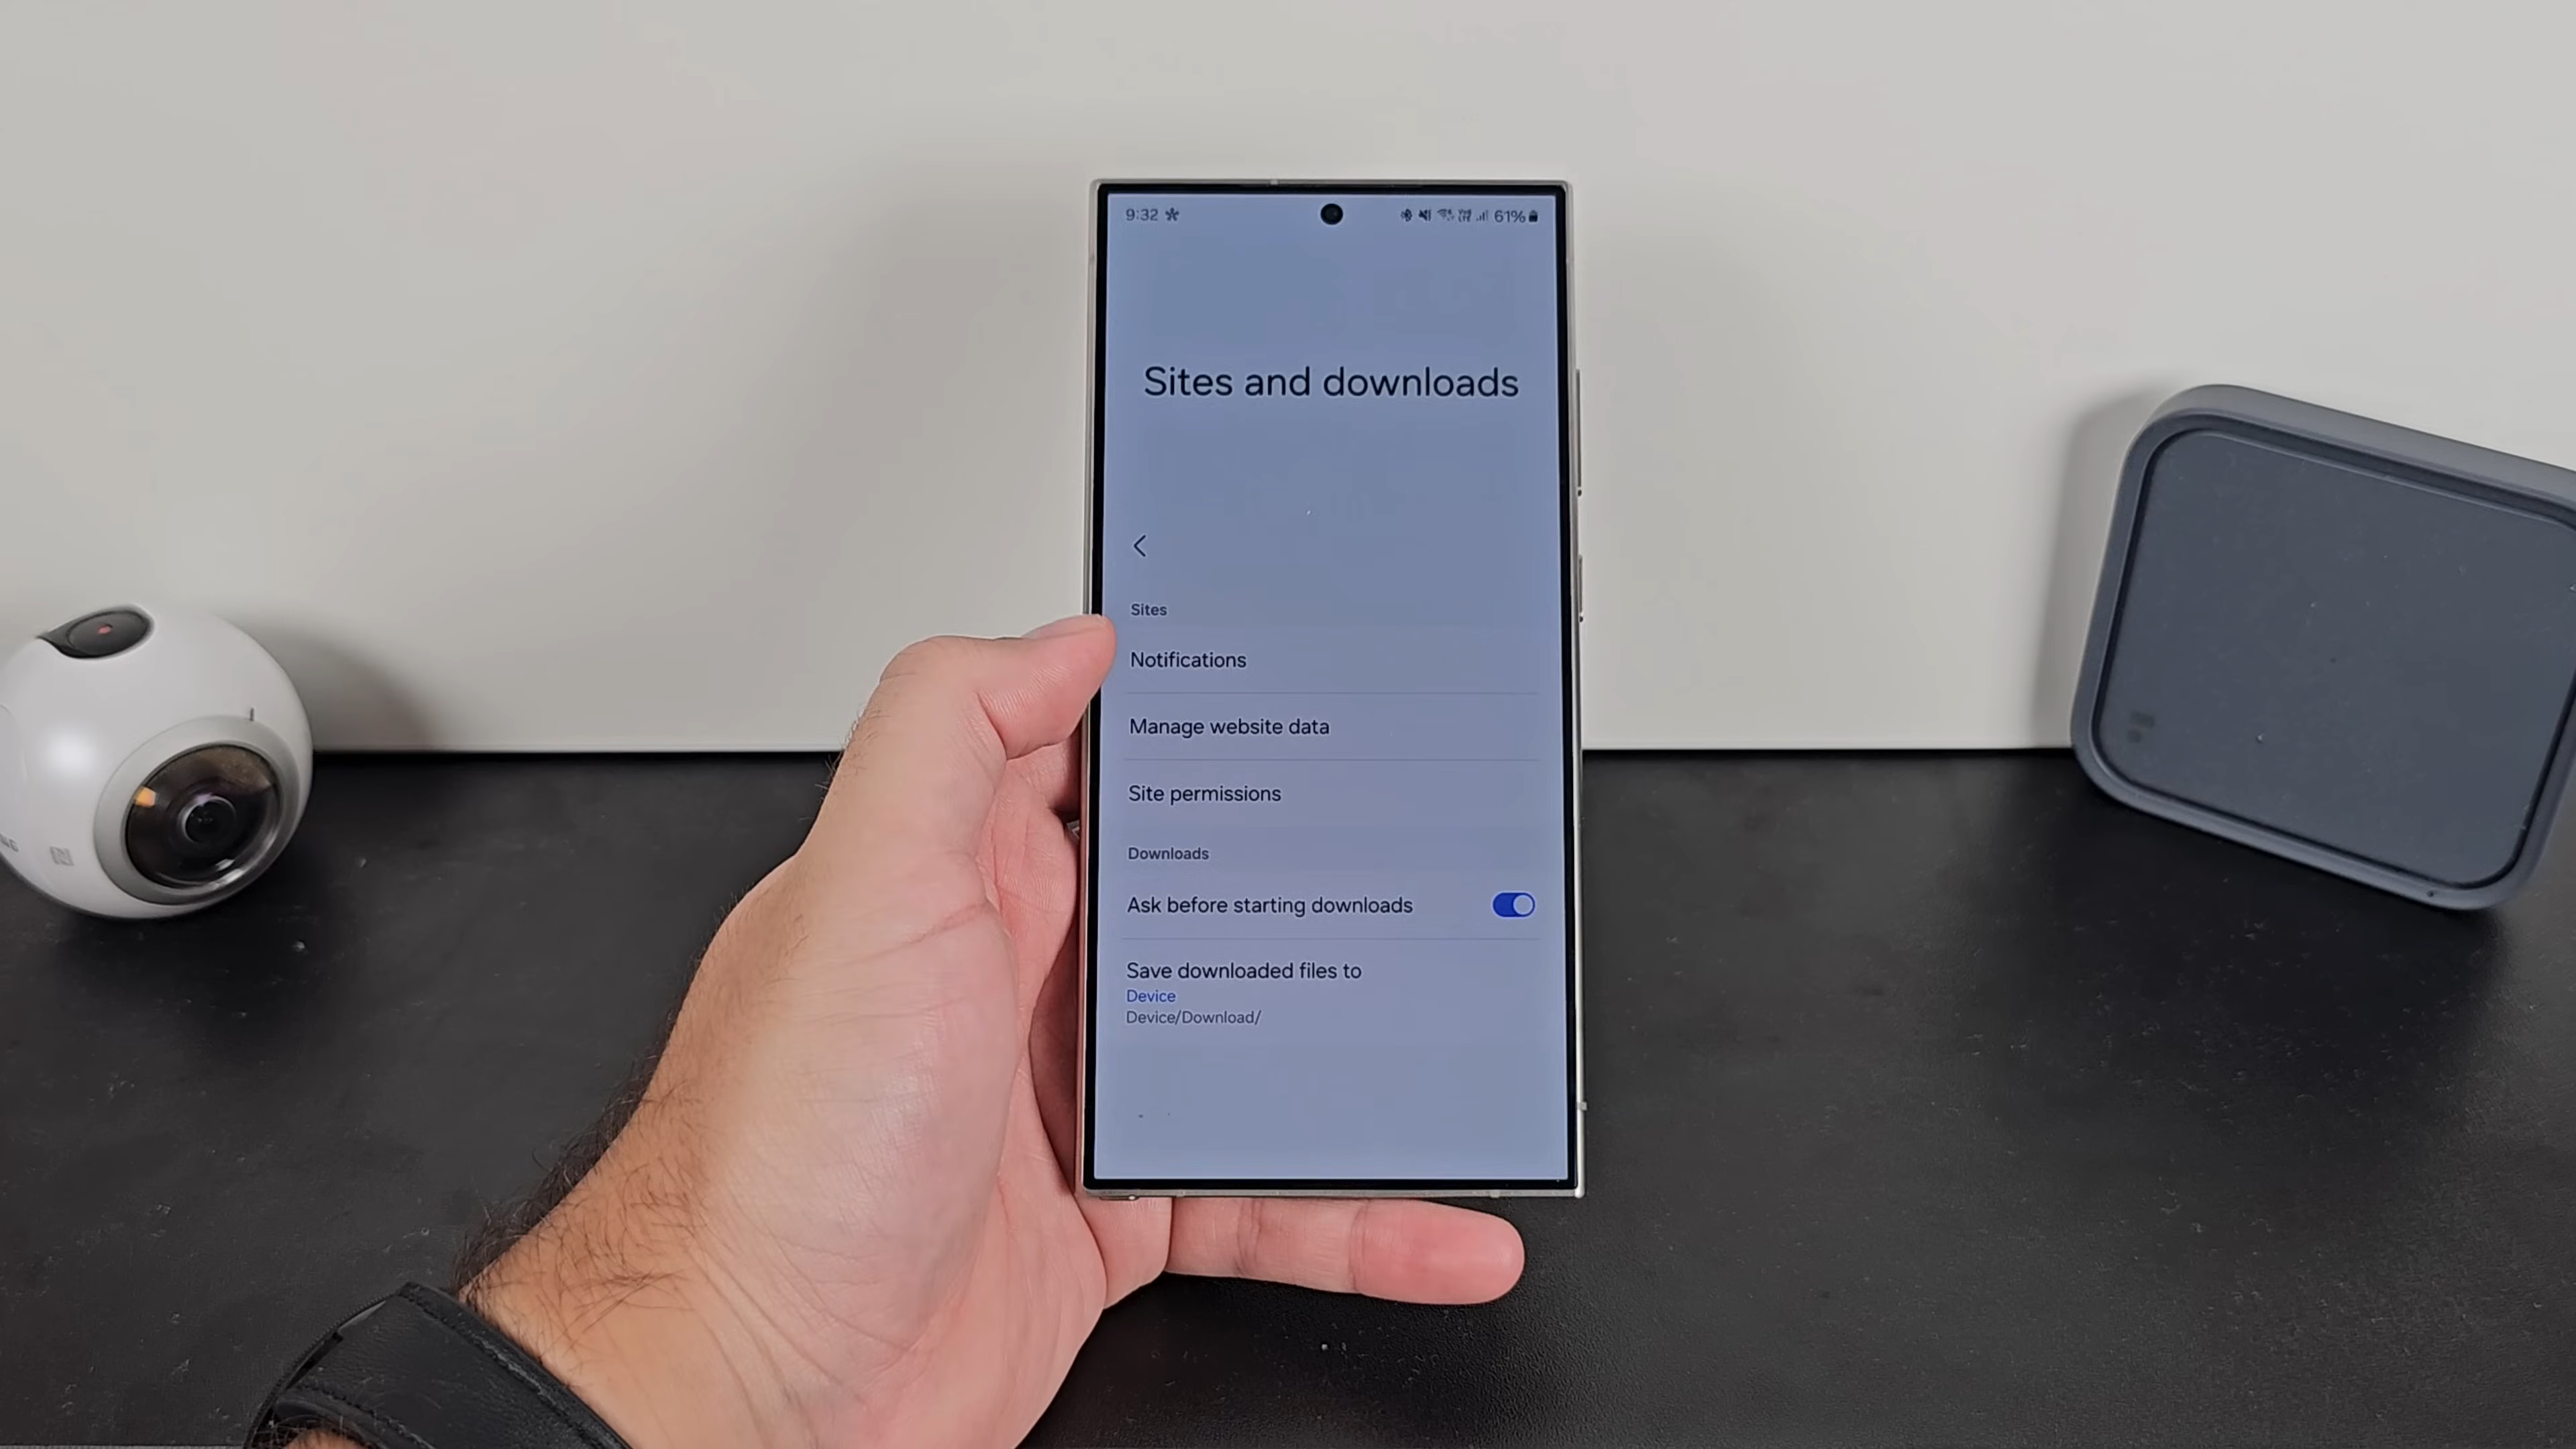 9:32
61%
Sites and downloads
Sites
Notifications
Manage website data
Site permissions
Downloads
Ask before starting downloads
Save downloaded files to
Device
Device/Download/